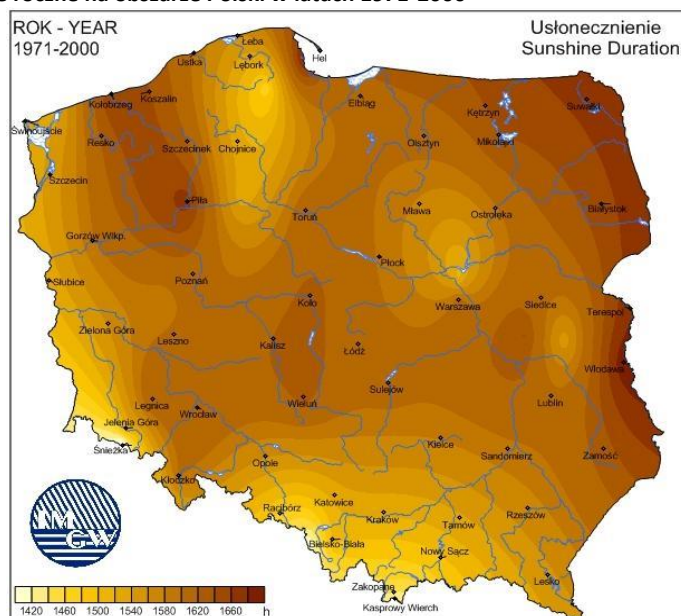 ROK - YEAR
1971-2000
Usłonecznienie
Sunshine Duration
Łeba
Hel
Ustka
Lębork
Kołobrzeg
Koszalin
Elbląg
Kętrzyn
Suwałki
Świnoujście
Resko
Szczecinek
Chojnice
Olsztyn
Mikołajki
Szczecin
Piła
Toruń
Mława
Ostrołęka
Białystok
Gorzów Wlkp.
Płock
Słubice
Poznań
Koło
Warszawa
Siedlce
Terespol
Zielona Góra
Leszno
Kalisz
Łódź
Włodawa
Sulejów
Legnica
Wrocław
Wieluń
Lublin
Jelenia Góra
Śnieżka
Kielce
Sandomierz
Zamość
Kłodzko
Opole
Racibórz
Katowice
Kraków
Tarnów
Rzeszów
Bielsko-Biała
Nowy Sącz
Lesko
Zakopane
Kasprowy Wierch
IM
GW
1420 1460 1500 1540 1580 1620 1660 h